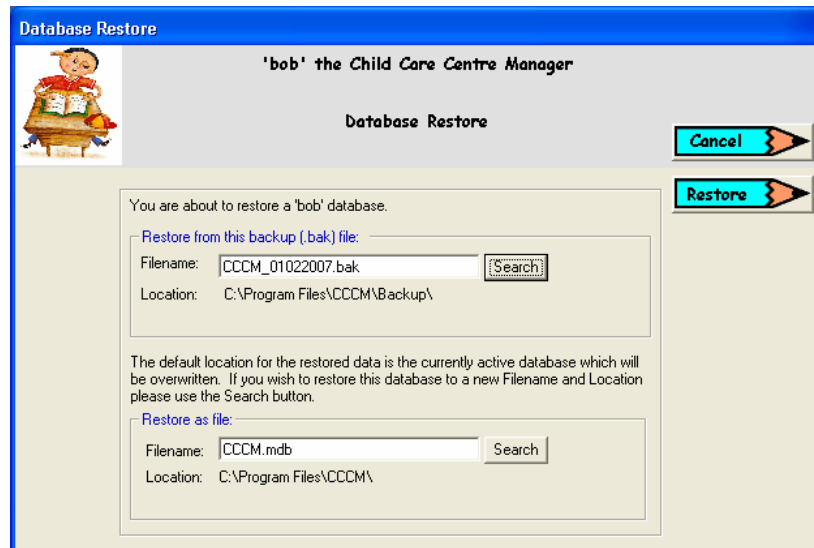 Database Restore
'bob' the Child Care Centre Manager
Database Restore
Cancel
Restore
You are about to restore a 'bob' database.
Restore from this backup (.bak) file:
Filename: CCCM_01022007.bak Search
Location: C:\Program Files\CCCM\Backup\
The default location for the restored data is the currently active database which will
be overwritten. If you wish to restore this database to a new Filename and Location
please use the Search button.
Restore as file:
Filename: CCCM.mdb Search
Location: C:\Program Files\CCCM\